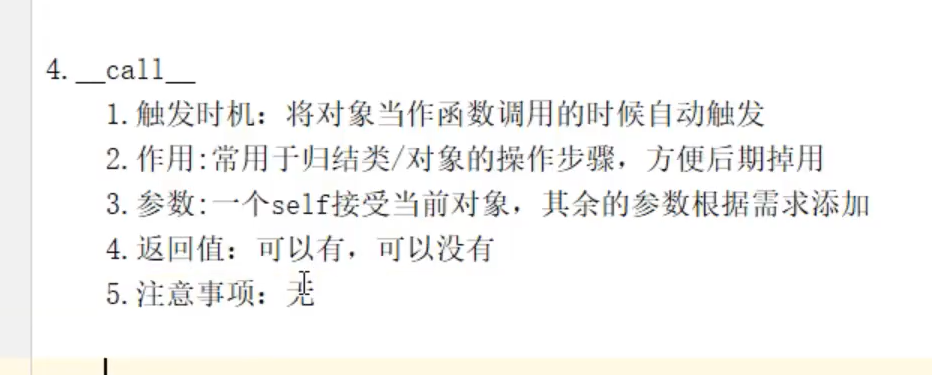 4.__call__
1.触发时机：将对象当作函数调用的时候自动触发
2.作用:常用于归结类/对象的操作步骤，方便后期掉用
3.参数:一个self接受当前对象，其余的参数根据需求添加
4.返回值：可以有，可以没有
5.注意事项：无